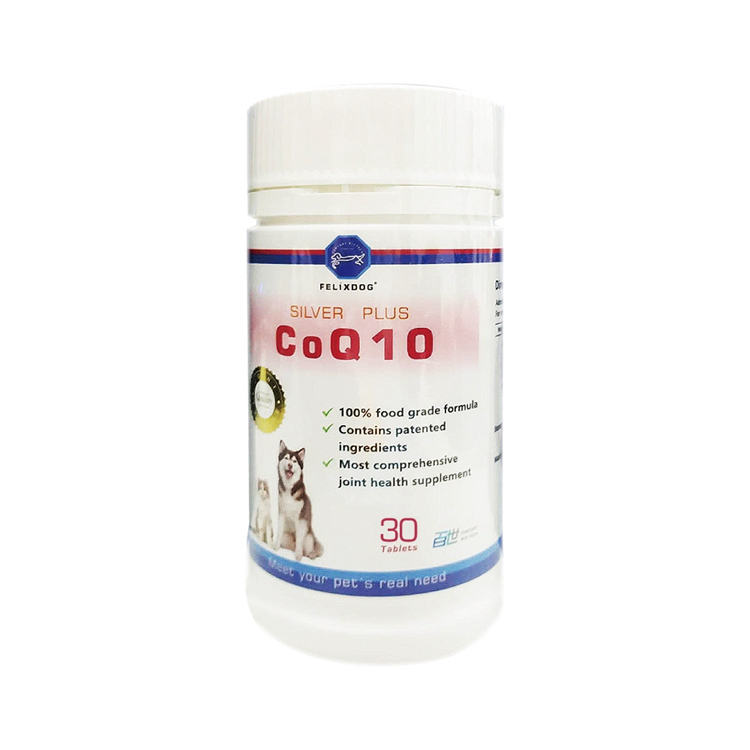 FELIXDOG®
SILVER PLUS
CoQ10
✓ 100% food grade formula
✓ Contains patented
ingredients
✓ Most comprehensive
joint health supplement
30
Tablets
百世
Meet your pet's real need